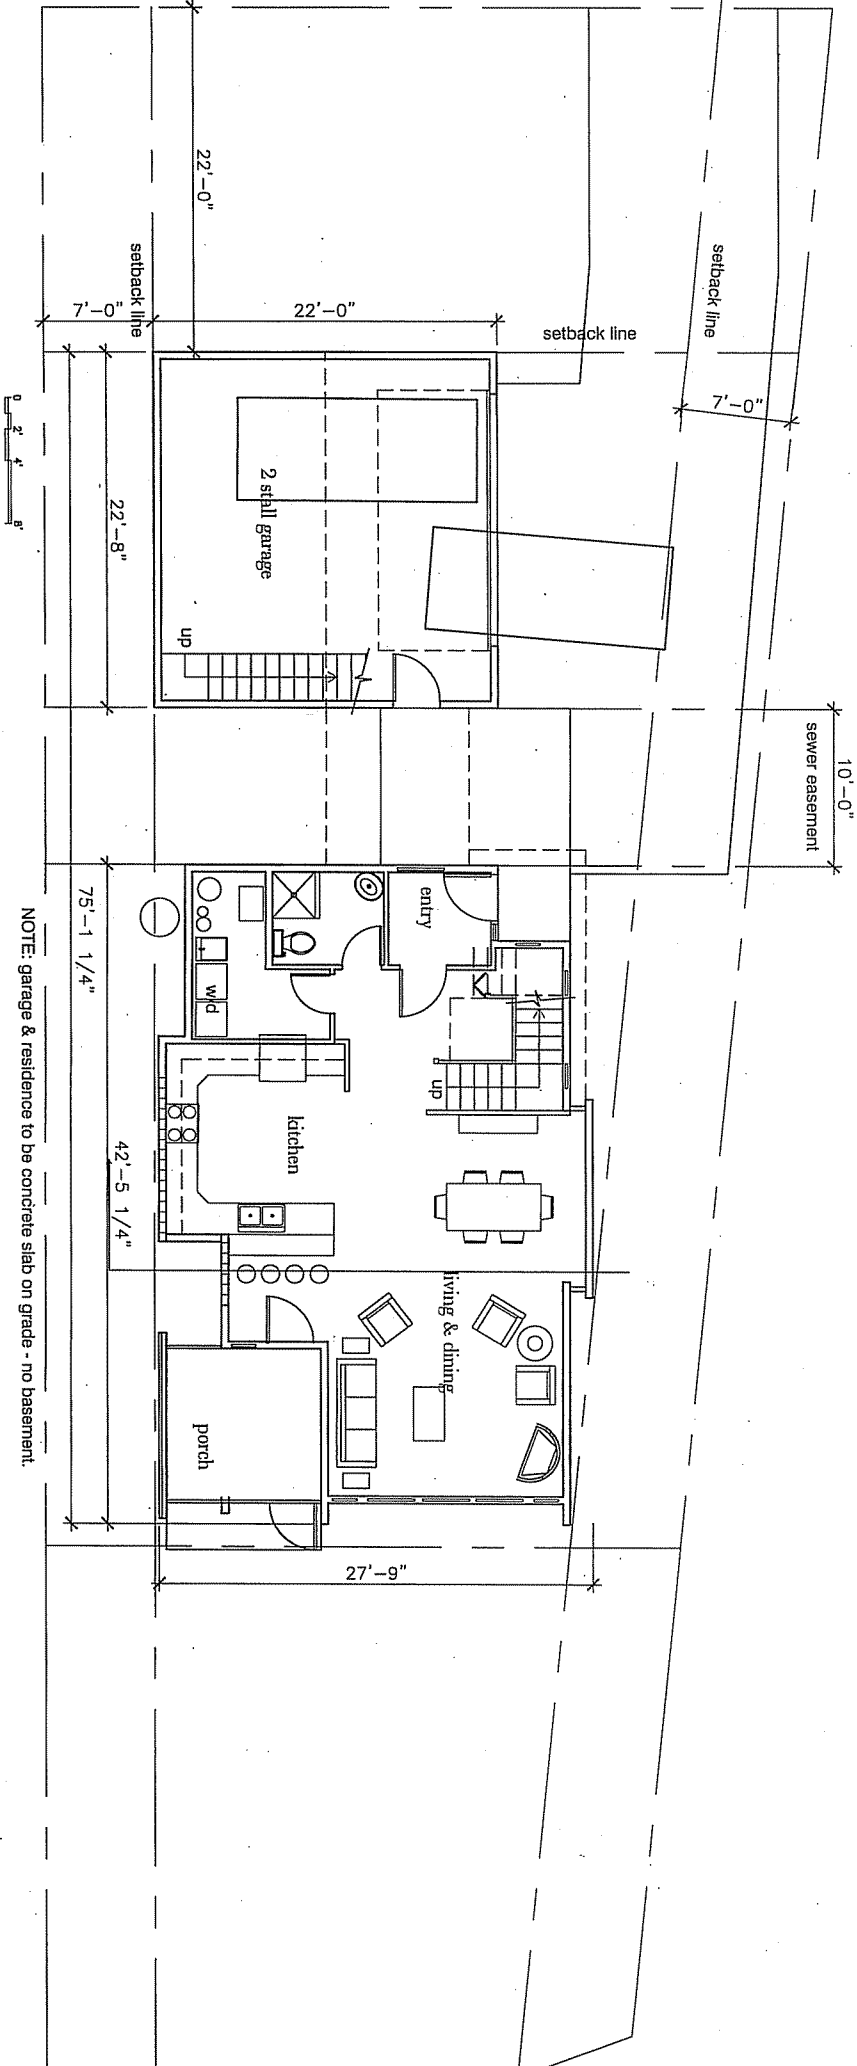 22'-0"
setback line
7'-0"
22'-0"
setback line
setback line
7'-0"
0 2' 4' 8'
22'-8"
2 stall garage
up
10'-0"
sewer easement
75'-1 1/4"
entry
w/d
up
kitchen
42'-5 1/4"
living & dining
porch
27'-9"
NOTE: garage & residence to be concrete slab on grade - no basement.